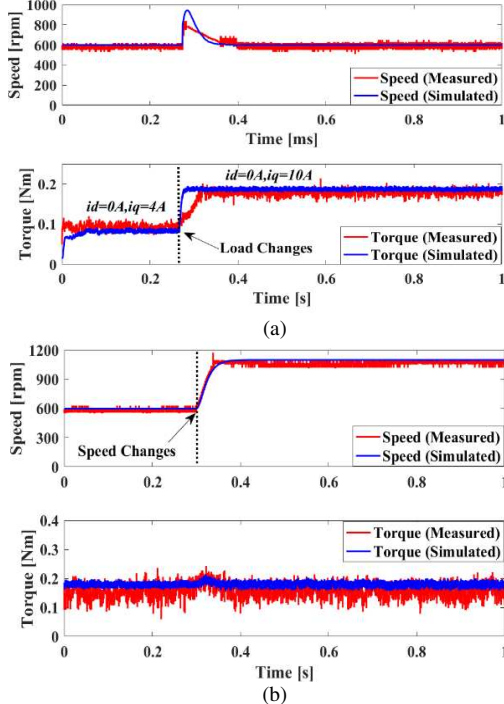 1000
800
600
400
200
0
Speed [rpm]
Speed (Measured)
Speed (Simulated)
0 0.2 0.4 0.6 0.8 1
Time [ms]
0.2
0.1
0
Torque [Nm]
id=0A,iq=4A
id=0A,iq=10A
Load Changes
Torque (Measured)
Torque (Simulated)
0 0.2 0.4 0.6 0.8 1
Time [s]
(a)
1200
900
600
300
0
Speed [rpm]
Speed Changes
Speed (Measured)
Speed (Simulated)
0 0.2 0.4 0.6 0.8 1
0.4
0.3
0.2
0.1
0
Torque [Nm]
Torque (Measured)
Torque (Simulated)
0 0.2 0.4 0.6 0.8 1
Time [s]
(b)